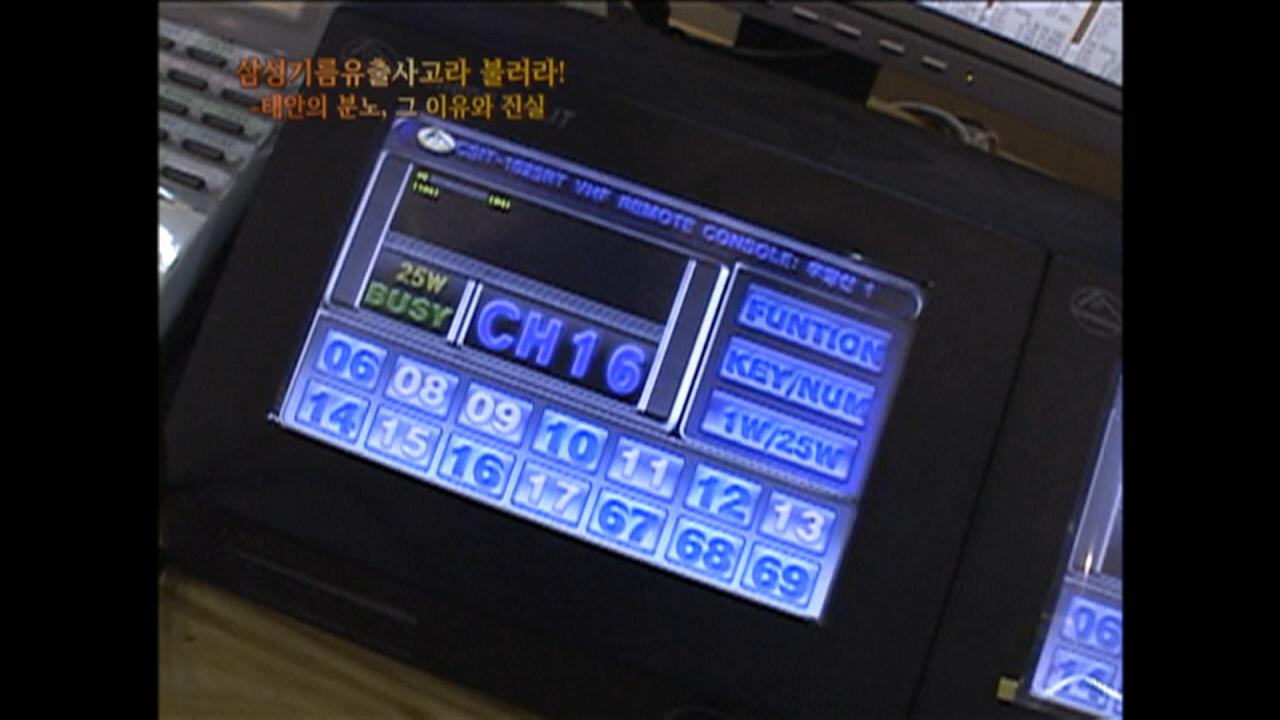 삼성기름유출사고라 불러라!
-태안의 분노, 그 이유와 진실
VHF REMOTE CONSOLE:
25W
BUSY
CH16
FUNTION
KEY/NUM
1W/25W
06 08 09 10 11 12 13
14 15 16 17 67 68 69
06
14